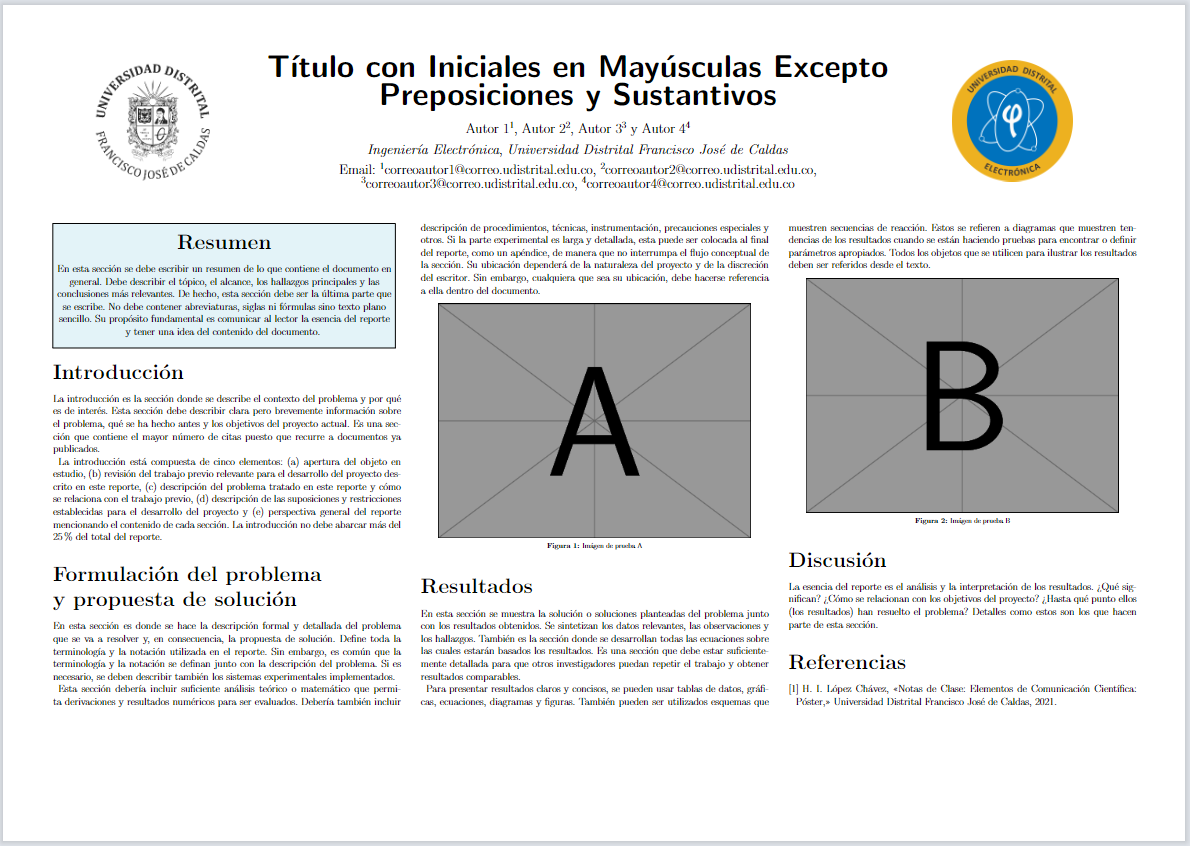 UNIVERSIDAD DISTRITAL
FRANCISCO JOSÉ DE CALDAS
Título con Iniciales en Mayúsculas Excepto
Preposiciones y Sustantivos
Autor 1¹, Autor 2², Autor 3³ y Autor 4⁴
Ingeniería Electrónica, Universidad Distrital Francisco José de Caldas
Email: ¹correoautor1@correo.udistrital.edu.co, ²correoautor2@correo.udistrital.edu.co,
³correoautor3@correo.udistrital.edu.co, ⁴correoautor4@correo.udistrital.edu.co
UNIVERSIDAD DISTRITAL
φ
ELECTRÓNICA
Resumen
En esta sección se debe escribir un resumen de lo que contiene el documento en
general. Debe describir el tópico, el alcance, los hallazgos principales y las
conclusiones más relevantes. De hecho, esta sección debe ser la última parte que
se escribe. No debe contener abreviaturas, siglas ni fórmulas sino texto plano
sencillo. Su propósito fundamental es comunicar al lector la esencia del reporte
y tener una idea del contenido del documento.
Introducción
La introducción es la sección donde se describe el contexto del problema y por qué
es de interés. Esta sección debe describir clara pero brevemente información sobre
el problema, qué se ha hecho antes y los objetivos del proyecto actual. Es una sec-
ción que contiene el mayor número de citas puesto que recurre a documentos ya
publicados.
La introducción está compuesta de cinco elementos: (a) apertura del objeto en
estudio, (b) revisión del trabajo previo relevante para el desarrollo del proyecto des-
crito en este reporte, (c) descripción del problema tratado en este reporte y cómo
se relaciona con el trabajo previo, (d) descripción de las suposiciones y restricciones
establecidas para el desarrollo del proyecto y (e) perspectiva general del reporte
mencionando el contenido de cada sección. La introducción no debe abarcar más del
25 % del total del reporte.
Formulación del problema
y propuesta de solución
En esta sección es donde se hace la descripción formal y detallada del problema
que se va a resolver y, en consecuencia, la propuesta de solución. Define toda la
terminología y la notación utilizada en el reporte. Sin embargo, es común que la
terminología y la notación se definan junto con la descripción del problema. Si es
necesario, se deben describir también los sistemas experimentales implementados.
Esta sección debería incluir suficiente análisis teórico o matemático que permi-
ta derivaciones y resultados numéricos para ser evaluados. Debería también incluir
descripción de procedimientos, técnicas, instrumentación, precauciones especiales y
otros. Si la parte experimental es larga y detallada, esta puede ser colocada al final
del reporte, como un apéndice, de manera que no interrumpa el flujo conceptual de
la sección. Su ubicación dependerá de la naturaleza del proyecto y de la discreción
del escritor. Sin embargo, cualquiera que sea su ubicación, debe hacerse referencia
a ella dentro del documento.
A
Figura 1: Imágen de prueba A
Resultados
En esta sección se muestra la solución o soluciones planteadas del problema junto
con los resultados obtenidos. Se sintetizan los datos relevantes, las observaciones y
los hallazgos. También es la sección donde se desarrollan todas las ecuaciones sobre
las cuales estarán basados los resultados. Es una sección que debe estar suficiente-
mente detallada para que otros investigadores puedan repetir el trabajo y obtener
resultados comparables.
Para presentar resultados claros y concisos, se pueden usar tablas de datos, gráfi-
cas, ecuaciones, diagramas y figuras. También pueden ser utilizados esquemas que
muestren secuencias de reacción. Estos se refieren a diagramas que muestren ten-
dencias de los resultados cuando se están haciendo pruebas para encontrar o definir
parámetros apropiados. Todos los objetos que se utilicen para ilustrar los resultados
deben ser referidos desde el texto.
B
Figura 2: Imágen de prueba B
Discusión
La esencia del reporte es el análisis y la interpretación de los resultados. ¿Qué sig-
nifican? ¿Cómo se relacionan con los objetivos del proyecto? ¿Hasta qué punto ellos
(los resultados) han resuelto el problema? Detalles como estos son los que hacen
parte de esta sección.
Referencias
[1] H. I. López Chávez, «Notas de Clase: Elementos de Comunicación Científica:
Póster,» Universidad Distrital Francisco José de Caldas, 2021.